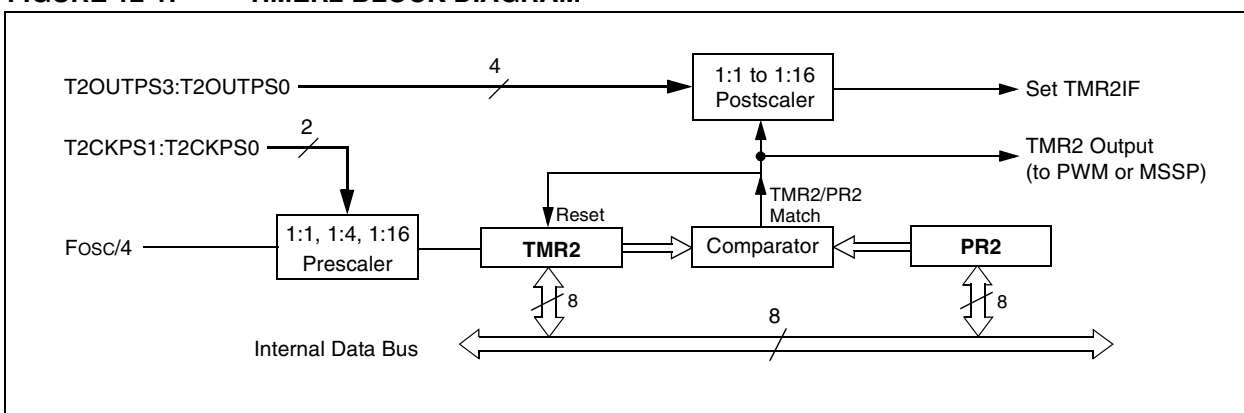 T2OUTPS3:T2OUTPS0
4
1:1 to 1:16
Postscaler
Set TMR2IF
T2CKPS1:T2CKPS0
2
TMR2 Output
(to PWM or MSSP)
TMR2/PR2
Match
Reset
FOSC/4
1:1, 1:4, 1:16
Prescaler
TMR2
Comparator
PR2
8
8
8
Internal Data Bus